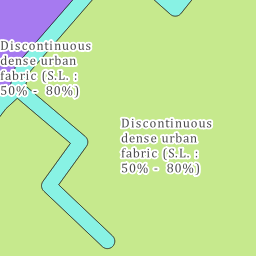 Discontinuous
dense urban
fabric (S.L. :
50% -  80%)
Discontinuous
dense urban
fabric (S.L. :
50% -  80%)